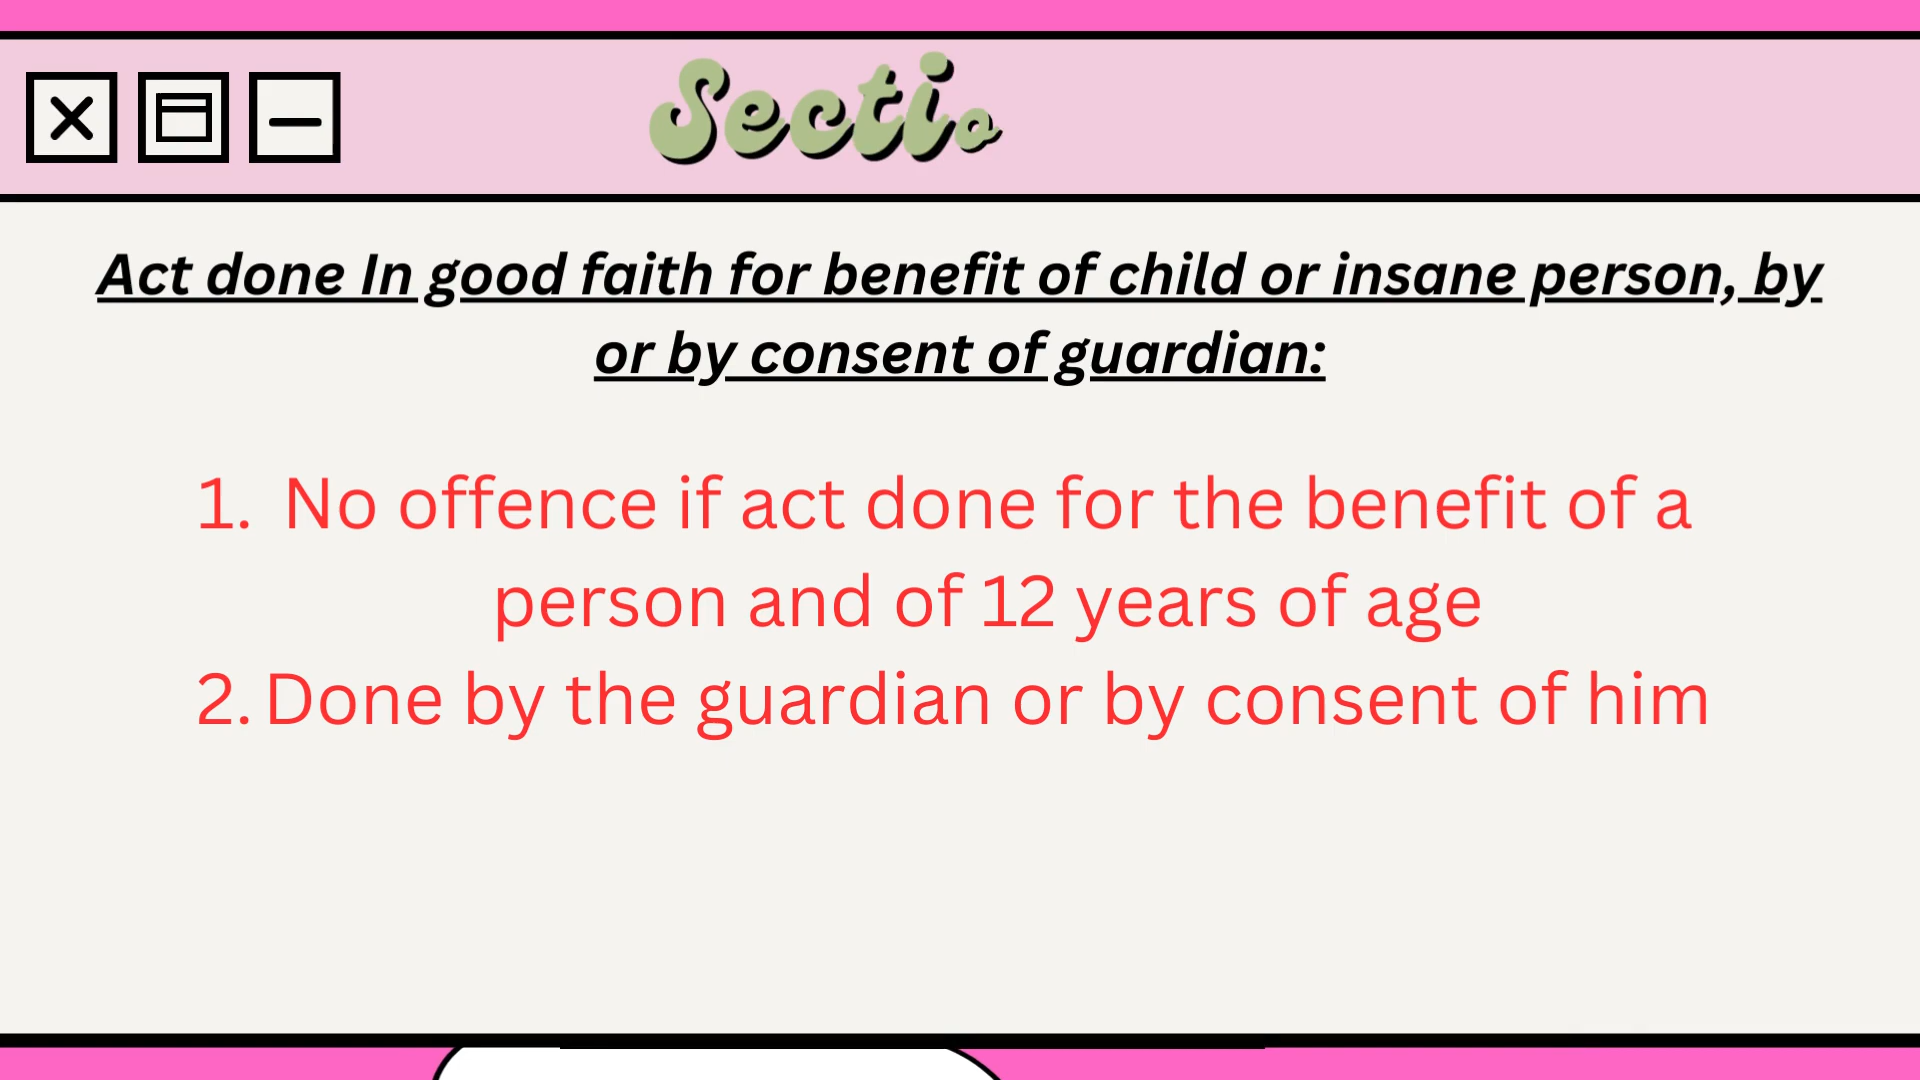 Sectio
Act done In good faith for benefit of child or insane person, by
or by consent of guardian:
1. No offence if act done for the benefit of a
person and of 12 years of age
2. Done by the guardian or by consent of him